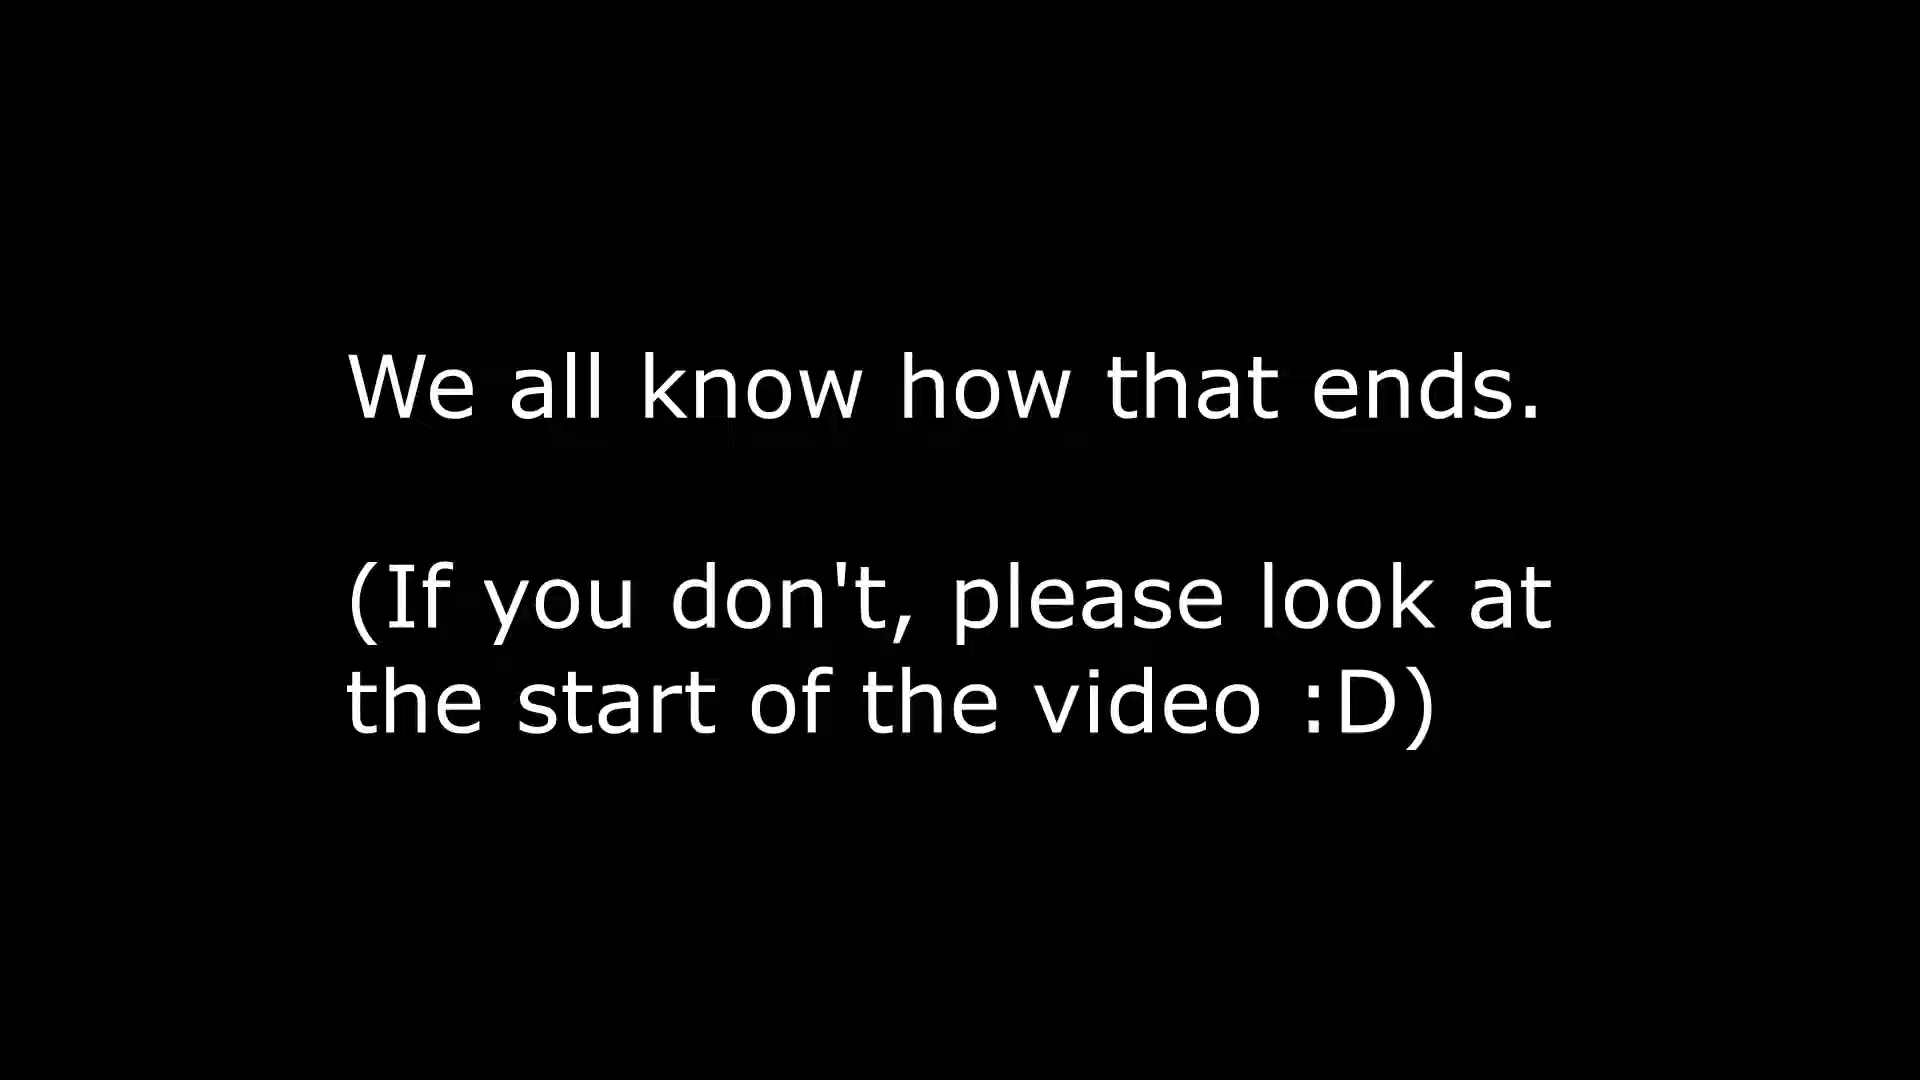 We all know how that ends.
(If you don't, please look at
the start of the video :D)